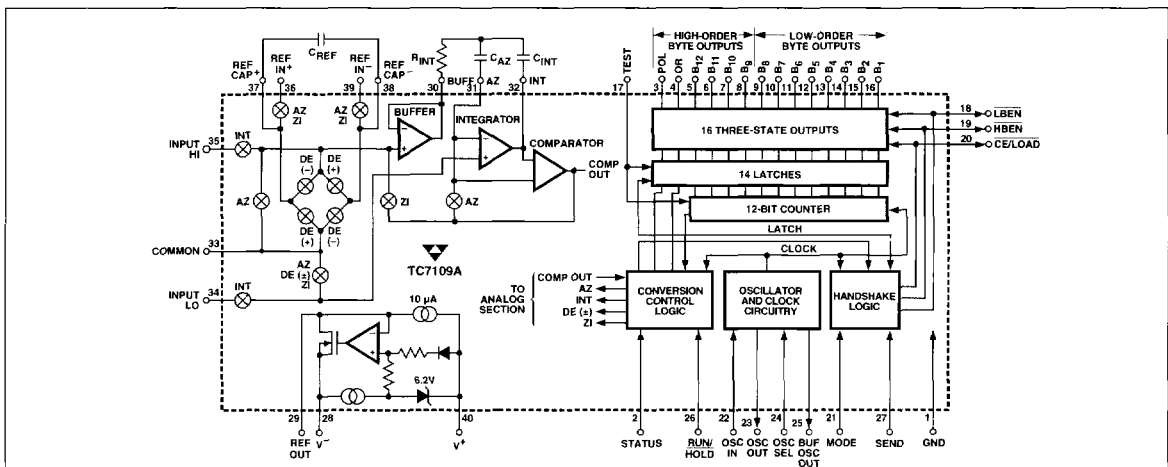 HIGH-ORDER BYTE OUTPUTS
LOW-ORDER BYTE OUTPUTS
REF CAP+
REF IN+
CREF
REF IN–
REF CAP–
RINT
CAZ
CINT
BUFF
AZ
INT
37
36
39
38
30
31
32
TEST
POL
OR
B12
B11
B10
B9
B8
B7
B6
B5
B4
B3
B2
B1
17
3
4
5
6
7
8
9
10
11
12
13
14
15
16
AZ
ZI
AZ
ZI
BUFFER
INTEGRATOR
COMPARATOR
COMP OUT
INPUT HI
35
INT
DE (–)
DE (+)
AZ
ZI
AZ
DE (+)
DE (–)
COMMON
33
AZ
DE (±)
ZI
INPUT LO
34
INT
TC7109A
16 THREE-STATE OUTPUTS
14 LATCHES
12-BIT COUNTER
LATCH
CLOCK
18
LBEN
19
HBEN
20
CE/LOAD
TO ANALOG SECTION
COMP OUT
AZ
INT
DE (±)
ZI
CONVERSION CONTROL LOGIC
OSCILLATOR AND CLOCK CIRCUITRY
HANDSHAKE LOGIC
10 µA
–
+
6.2V
29
28
40
REF OUT
V–
V+
2
26
22
23
24
25
21
27
1
STATUS
RUN/HOLD
OSC IN
OSC OUT
OSC SEL
BUF OSC OUT
MODE
SEND
GND